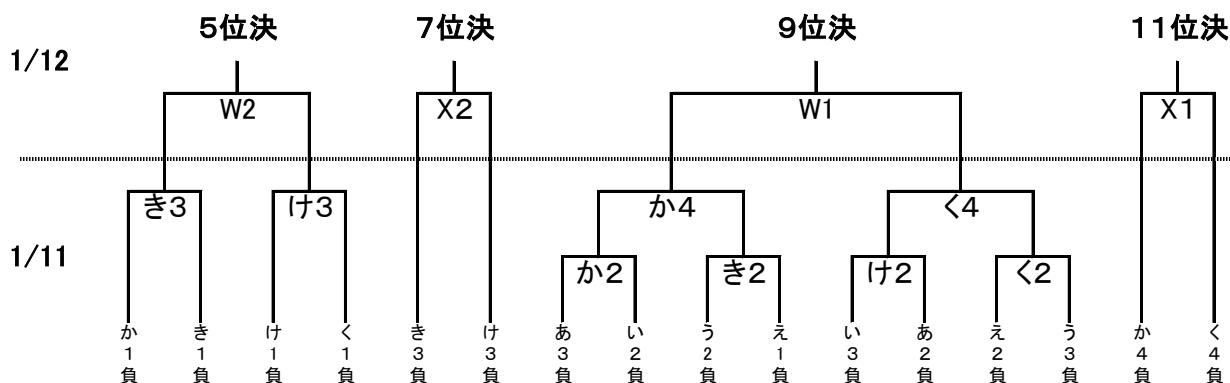 5位決 7位決 9位決 11位決
1/12
W2 X2 W1 X1
き3 け3 か4 く4
1/11
か2 き2 け2 く2
か1負 き1負 け1負 く1負 き3負 け3負 あ3負 い2負 う2負 え1負 い3負 あ2負 え2負 う3負 か4負 く4負